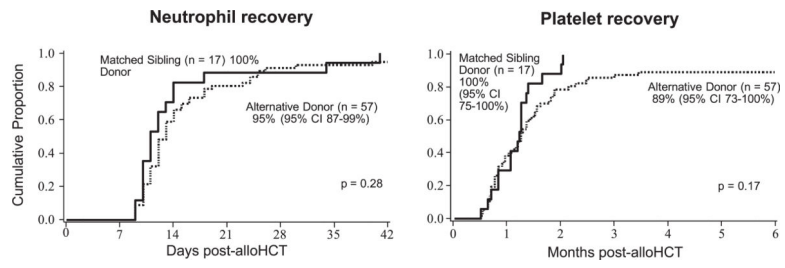 Neutrophil recovery
Cumulative Proportion
1.0
0.8
0.6
0.4
0.2
0.0
Matched Sibling (n = 17) 100%
Donor
Alternative Donor (n = 57)
95% (95% CI 87-99%)
p = 0.28
0 7 14 21 28 35 42
Days post-alloHCT
Platelet recovery
1.0
0.8
0.6
0.4
0.2
0.0
Matched Sibling
Donor (n = 17)
100%
(95% CI
75-100%)
Alternative Donor (n = 57)
89% (95% CI 73-100%)
p = 0.17
0 1 2 3 4 5 6
Months post-alloHCT